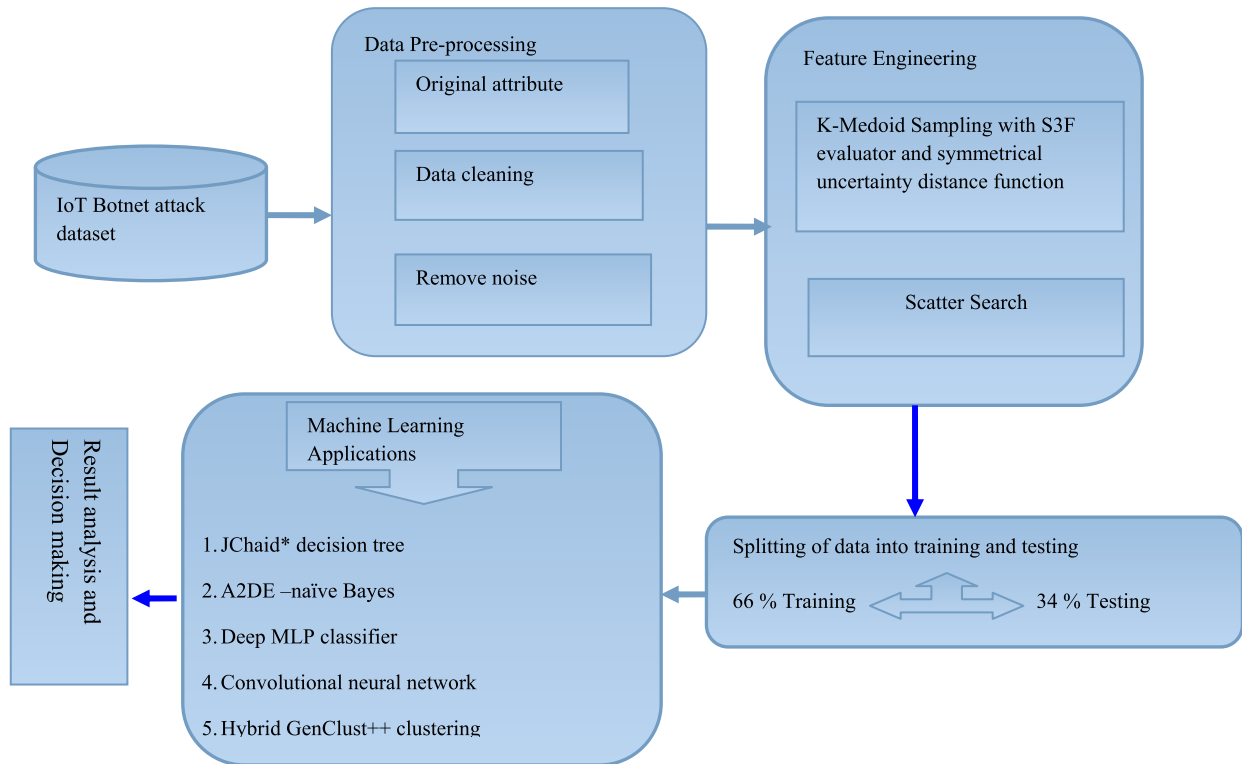 IoT Botnet attack
dataset
Data Pre-processing
Original attribute
Data cleaning
Remove noise
Feature Engineering
K-Medoid Sampling with S3F
evaluator and symmetrical
uncertainty distance function
Scatter Search
Splitting of data into training and testing
66 % Training
34 % Testing
Machine Learning
Applications
1. JChaid* decision tree
2. A2DE –naïve Bayes
3. Deep MLP classifier
4. Convolutional neural network
5. Hybrid GenClust++ clustering
Result analysis and
Decision making